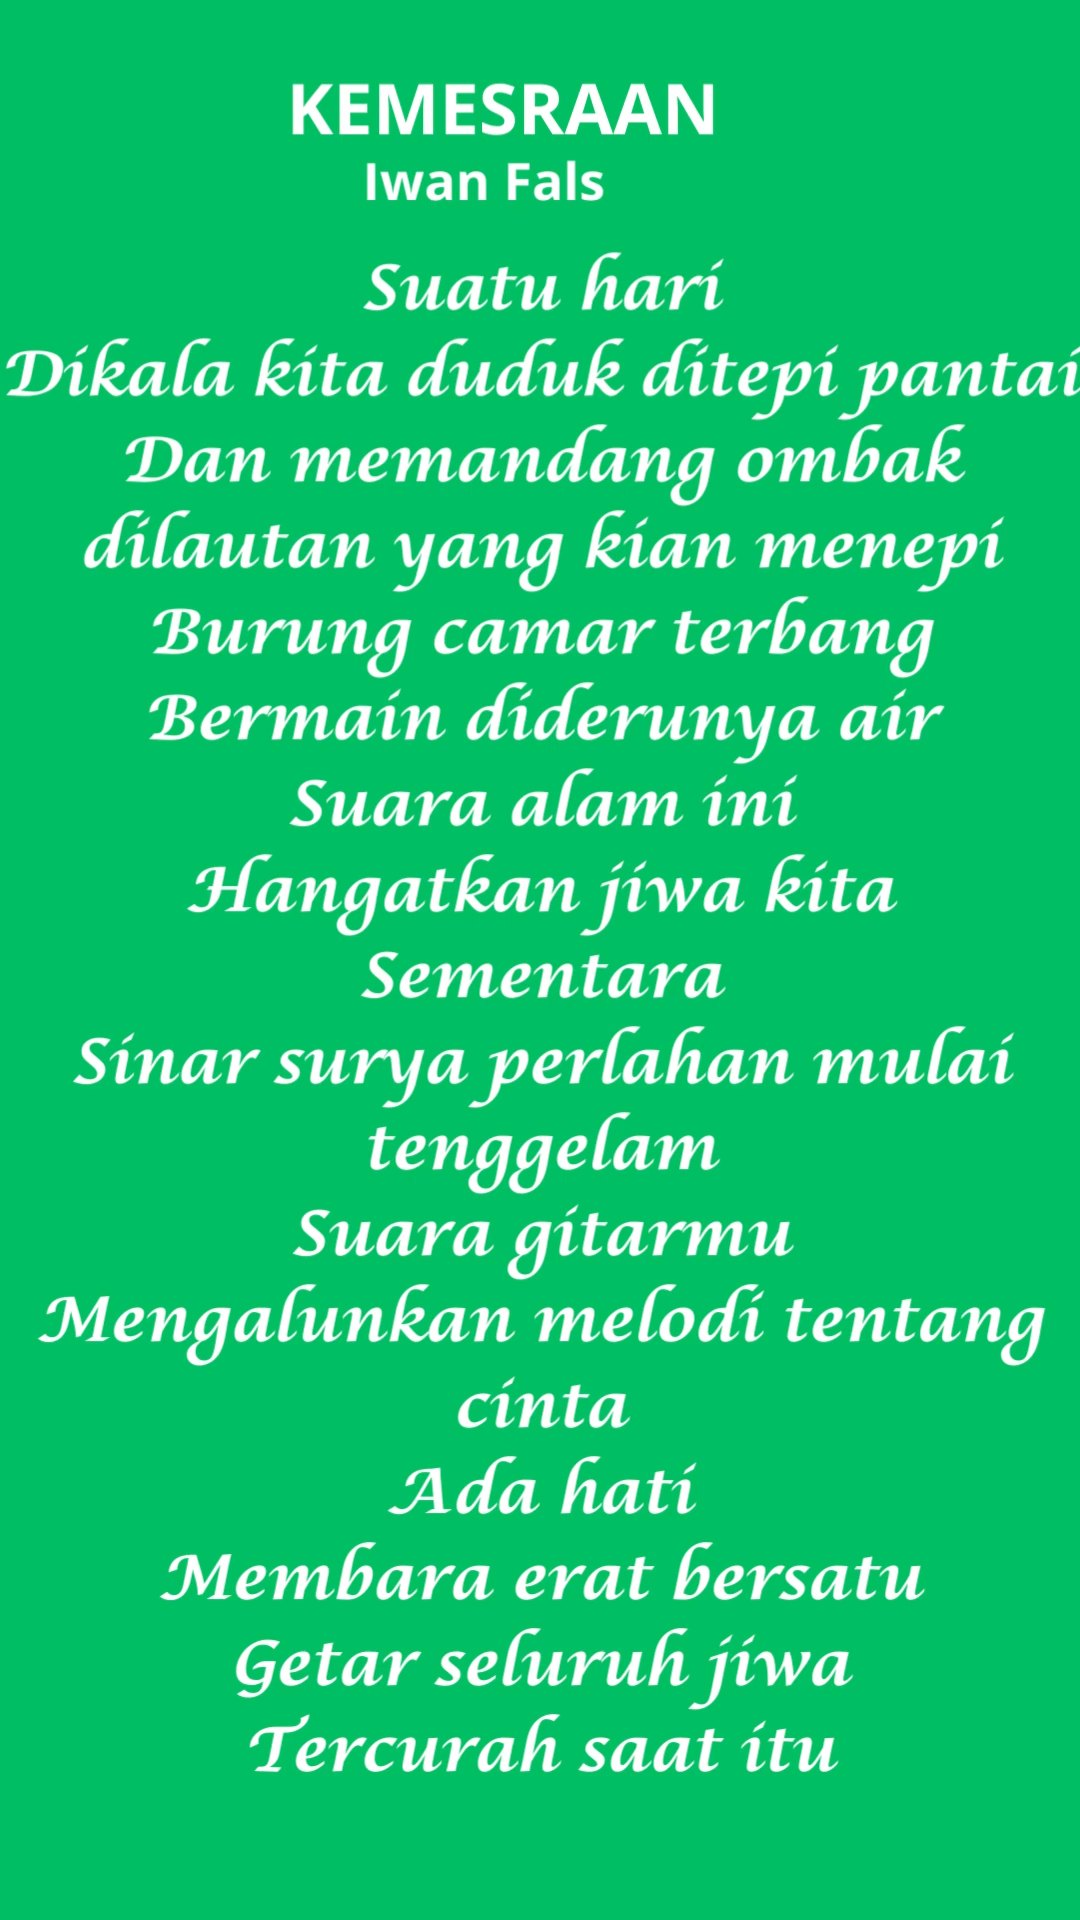 KEMESRAAN
Iwan Fals
Suatu hari
Dikala kita duduk ditepi pantai
Dan memandang ombak
dilautan yang kian menepi
Burung camar terbang
Bermain diderunya air
Suara alam ini
Hangatkan jiwa kita
Sementara
Sinar surya perlahan mulai
tenggelam
Suara gitarmu
Mengalunkan melodi tentang
cinta
Ada hati
Membara erat bersatu
Getar seluruh jiwa
Tercurah saat itu